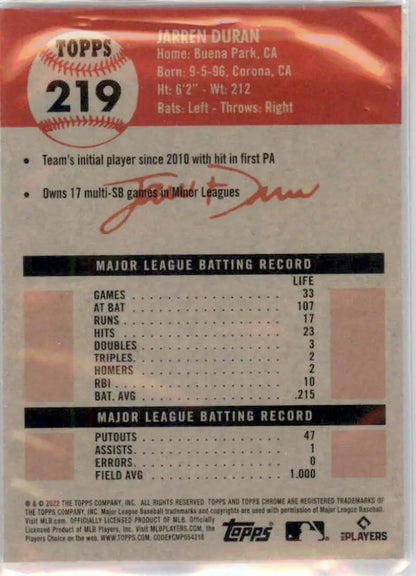 TOPPS
219
JARREN DURAN
Home: Buena Park, CA
Born: 9-5-96, Corona, CA
Ht: 6'2" - Wt: 212
Bats: Left - Throws: Right
• Team's initial player since 2010 with hit in first PA
• Owns 17 multi-SB games in Minor Leagues
MAJOR LEAGUE BATTING RECORD
LIFE
GAMES . . . . . . . . . . . . . . . 33
AT BAT . . . . . . . . . . . . . . . 107
RUNS . . . . . . . . . . . . . . . 17
HITS . . . . . . . . . . . . . . . 23
DOUBLES . . . . . . . . . . . . . . . 3
TRIPLES. . . . . . . . . . . . . . . 2
HOMERS . . . . . . . . . . . . . . . 2
RBI . . . . . . . . . . . . . . . 10
BAT. AVG . . . . . . . . . . . . . . . .215
MAJOR LEAGUE BATTING RECORD
PUTOUTS . . . . . . . . . . . . . . . 47
ASSISTS . . . . . . . . . . . . . . . 1
ERRORS. . . . . . . . . . . . . . . 0
FIELD AVG . . . . . . . . . . . . . . . 1.000
® & © 2022 THE TOPPS COMPANY, INC. ALL RIGHTS RESERVED. TOPPS AND TOPPS CHROME ARE REGISTERED TRADEMARKS OF
THE TOPPS COMPANY, INC. Major League Baseball trademarks and copyrights are used with permission of Major League Baseball.
Visit MLB.com. OFFICIALLY LICENSED PRODUCT OF MLB. Officially
Licensed Product of MLB Players, Inc. Visit MLBPLAYERS.COM, the
Players Choice on the web. WWW.TOPPS.COM. CODE#CMP054218
Topps
PLAYERS